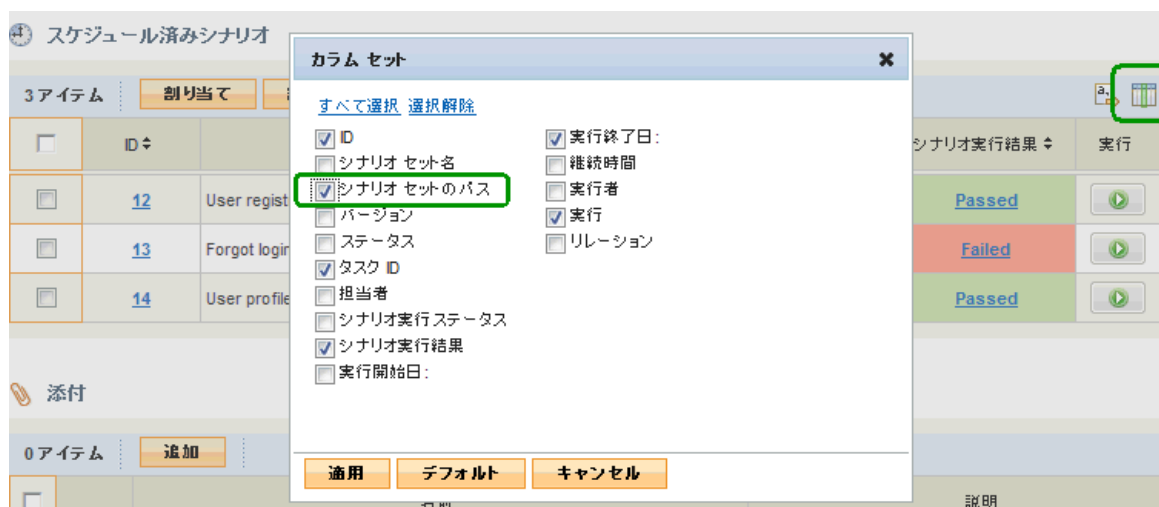 スケジュール済みシナリオ
カラム セット
3 アイテム 割り当て
すべて選択 選択解除
ID シナリオ実行結果 実行
ID 実行終了日:
シナリオ セット名 継続時間
シナリオ セットのパス 実行者
バージョン 実行
ステータス リレーション
タスク ID
担当者
シナリオ実行ステータス
シナリオ実行結果
実行開始日:
12 User regist Passed
13 Forgot login Failed
14 User profile Passed
添付
0 アイテム 追加
適用 デフォルト キャンセル
説明